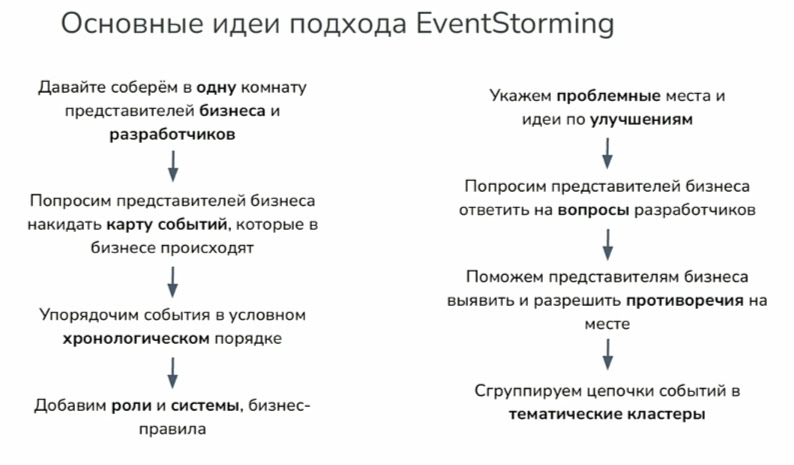 Основные идеи подхода EventStorming
Давайте соберём в одну комнату
представителей бизнеса и
разработчиков
Попросим представителей бизнеса
накидать карту событий, которые в
бизнесе происходят
Упорядочим события в условном
хронологическом порядке
Добавим роли и системы, бизнес-
правила
Укажем проблемные места и
идеи по улучшениям
Попросим представителей бизнеса
ответить на вопросы разработчиков
Поможем представителям бизнеса
выявить и разрешить противоречия на
месте
Сгруппируем цепочки событий в
тематические кластеры